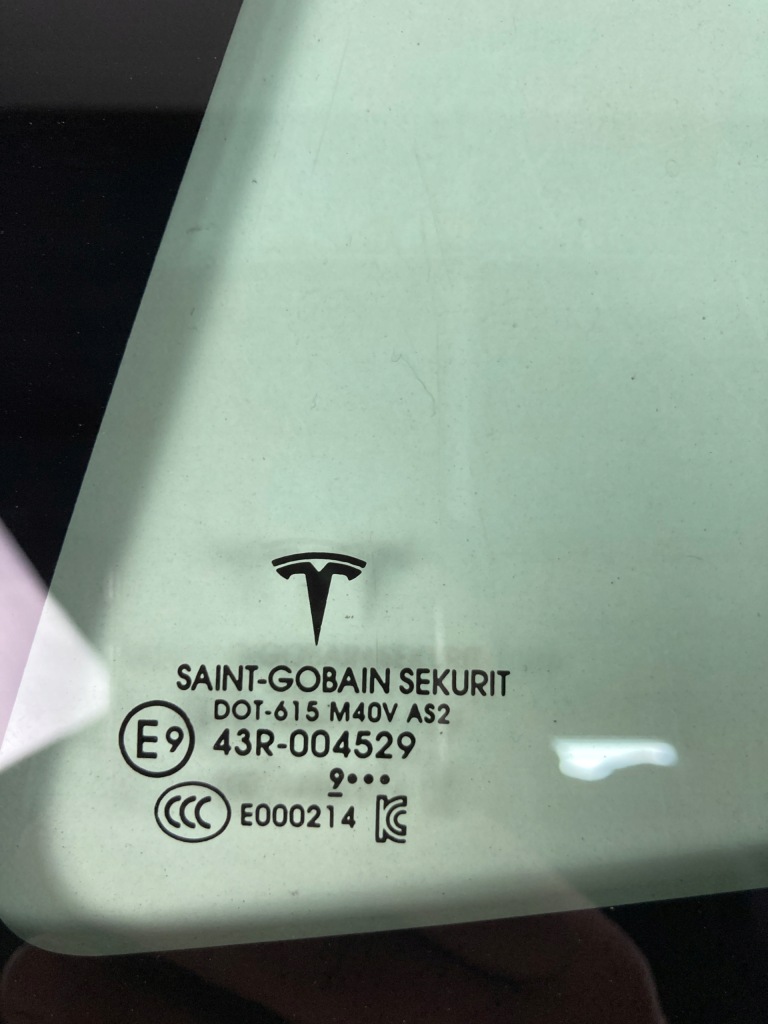 SAINT-GOBAIN SEKURIT
DOT-615 M40V AS2
E9 43R-004529
9•••
CCC E000214 KC